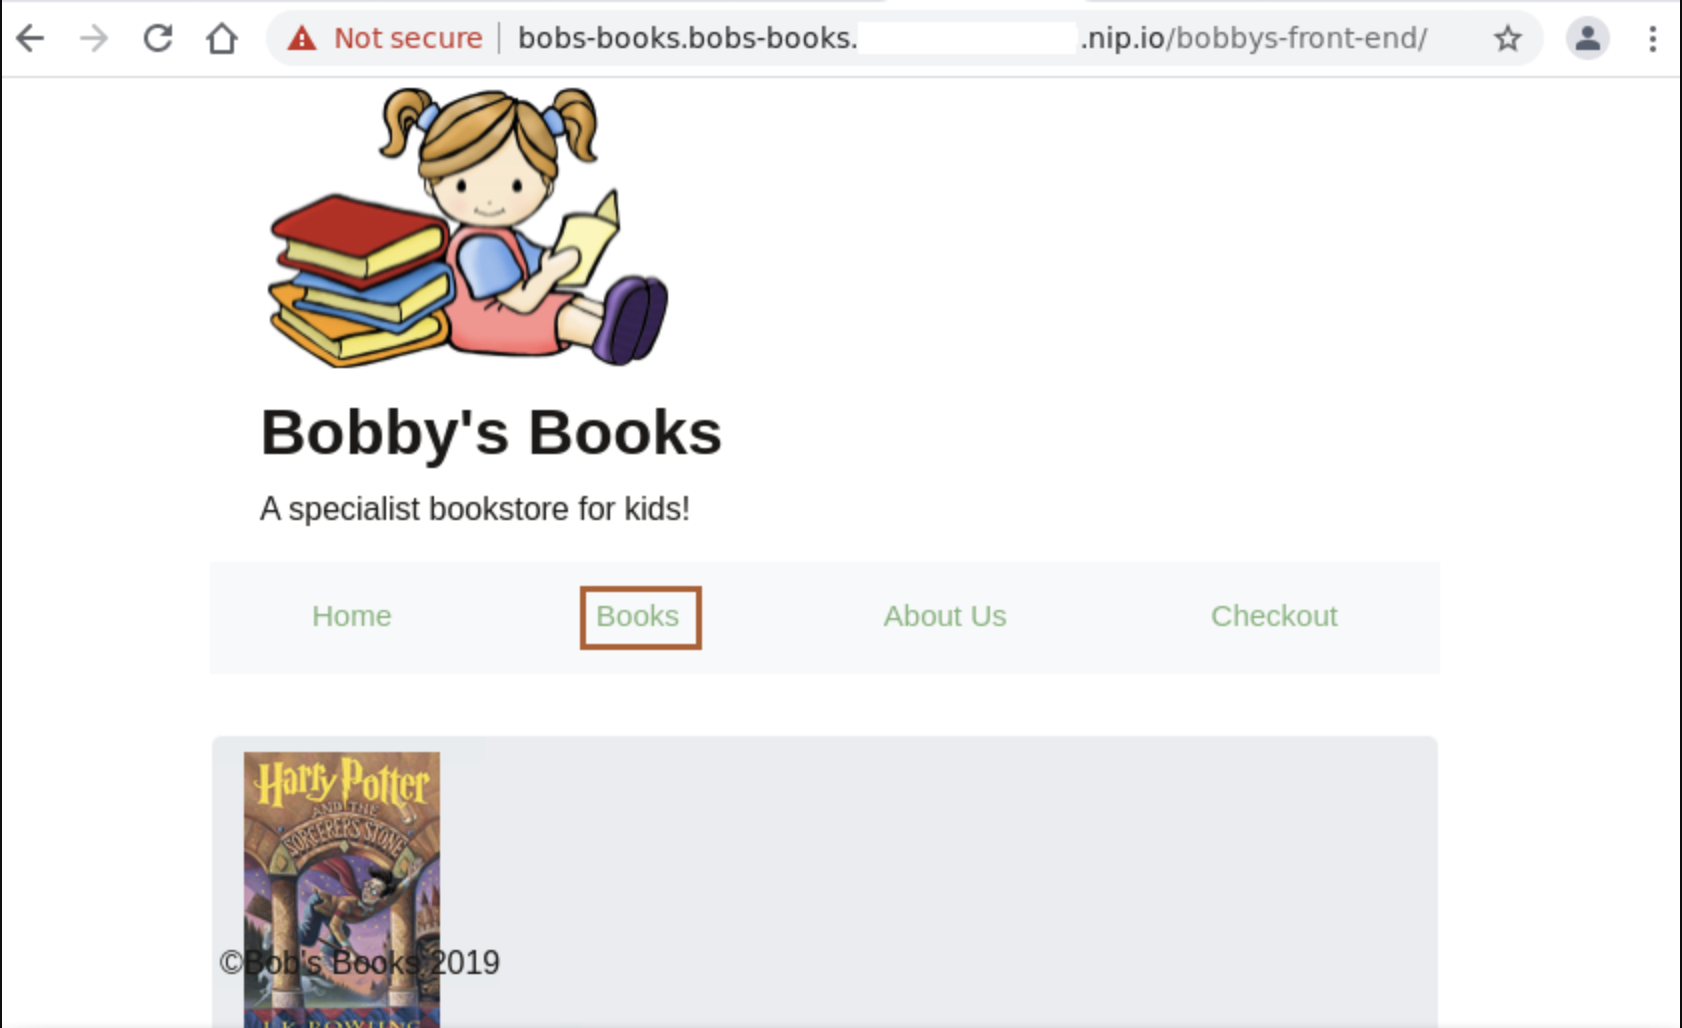 Not secure bobs-books.bobs-books. .nip.io/bobbys-front-end/
Bobby's Books
A specialist bookstore for kids!
Home Books About Us Checkout
Harry Potter
AND THE
SORCERER'S STONE
©Bob's Books 2019
J.K. ROWLING